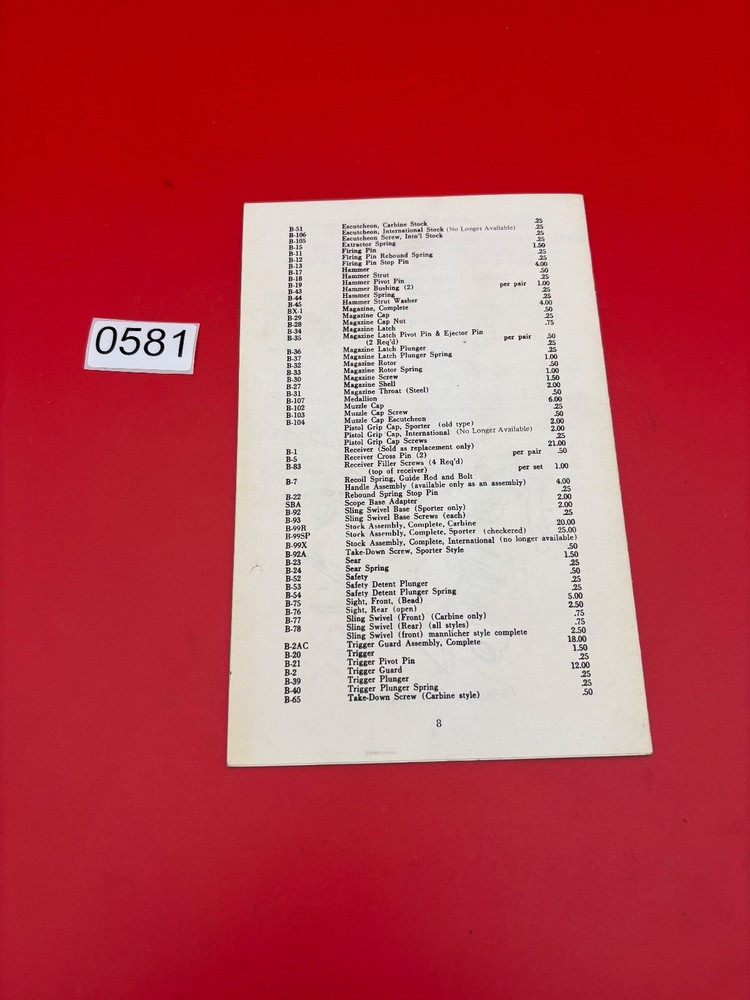 B-51 Escutcheon, Carbine Stock .25
B-106 Escutcheon, International Stock (No Longer Available) .25
B-105 Escutcheon Screw, Intn'l Stock .25
B-15 Extractor Spring .25
B-11 Firing Pin 1.50
B-12 Firing Pin Rebound Spring .25
B-13 Firing Pin Stop Pin .25
B-17 Hammer 4.00
B-18 Hammer Strut .50
B-19 Hammer Pivot Pin .25
B-43 Hammer Bushing (2) per pair 1.00
B-44 Hammer Spring .25
B-45 Hammer Strut Washer .25
BX-1 Magazine, Complete 4.00
B-29 Magazine Cap .50
B-28 Magazine Cap Nut .25
B-34 Magazine Latch .75
B-35 Magazine Latch Pivot Pin & Ejector Pin
(2 Req'd) per pair .50
B-36 Magazine Latch Plunger .25
B-37 Magazine Latch Plunger Spring .25
B-32 Magazine Rotor 1.00
B-33 Magazine Rotor Spring .50
B-30 Magazine Screw 1.00
B-27 Magazine Shell 1.50
B-31 Magazine Throat (Steel) 2.00
B-107 Medallion .50
B-102 Muzzle Cap 6.00
B-103 Muzzle Cap Screw .25
B-104 Muzzle Cap Escutcheon .50
Pistol Grip Cap, Sporter (old type) 2.00
Pistol Grip Cap, International (No Longer Available) 2.00
Pistol Grip Cap Screws .25
B-1 Receiver (Sold as replacement only) 21.00
B-5 Receiver Cross Pin (2) per pair .50
B-83 Receiver Filler Screws (4 Req'd)
(top of receiver) per set 1.00
B-7 Recoil Spring, Guide Rod and Bolt
Handle Assembly (available only as an assembly) 4.00
B-22 Rebound Spring Stop Pin .25
SBA Scope Base Adapter 2.00
B-92 Sling Swivel Base (Sporter only) 2.00
B-93 Sling Swivel Base Screws (each) .25
B-99R Stock Assembly, Complete, Carbine 20.00
B-99SP Stock Assembly, Complete, Sporter (checkered) 25.00
B-99X Stock Assembly, Complete, International (no longer available)
B-92A Take-Down Screw, Sporter Style .50
B-23 Sear 1.50
B-24 Sear Spring .25
B-52 Safety .50
B-53 Safety Detent Plunger .25
B-54 Safety Detent Plunger Spring .25
B-75 Sight, Front, (Bead) 5.00
B-76 Sight, Rear (open) 2.50
B-77 Sling Swivel (Front) (Carbine only) .75
B-78 Sling Swivel (Rear) (all styles) .75
Sling Swivel (front) mannlicher style complete 2.50
B-2AC Trigger Guard Assembly, Complete 18.00
B-20 Trigger 1.50
B-21 Trigger Pivot Pin .25
B-2 Trigger Guard 12.00
B-39 Trigger Plunger .25
B-40 Trigger Plunger Spring .25
B-65 Take-Down Screw (Carbine style) .50
8
0581